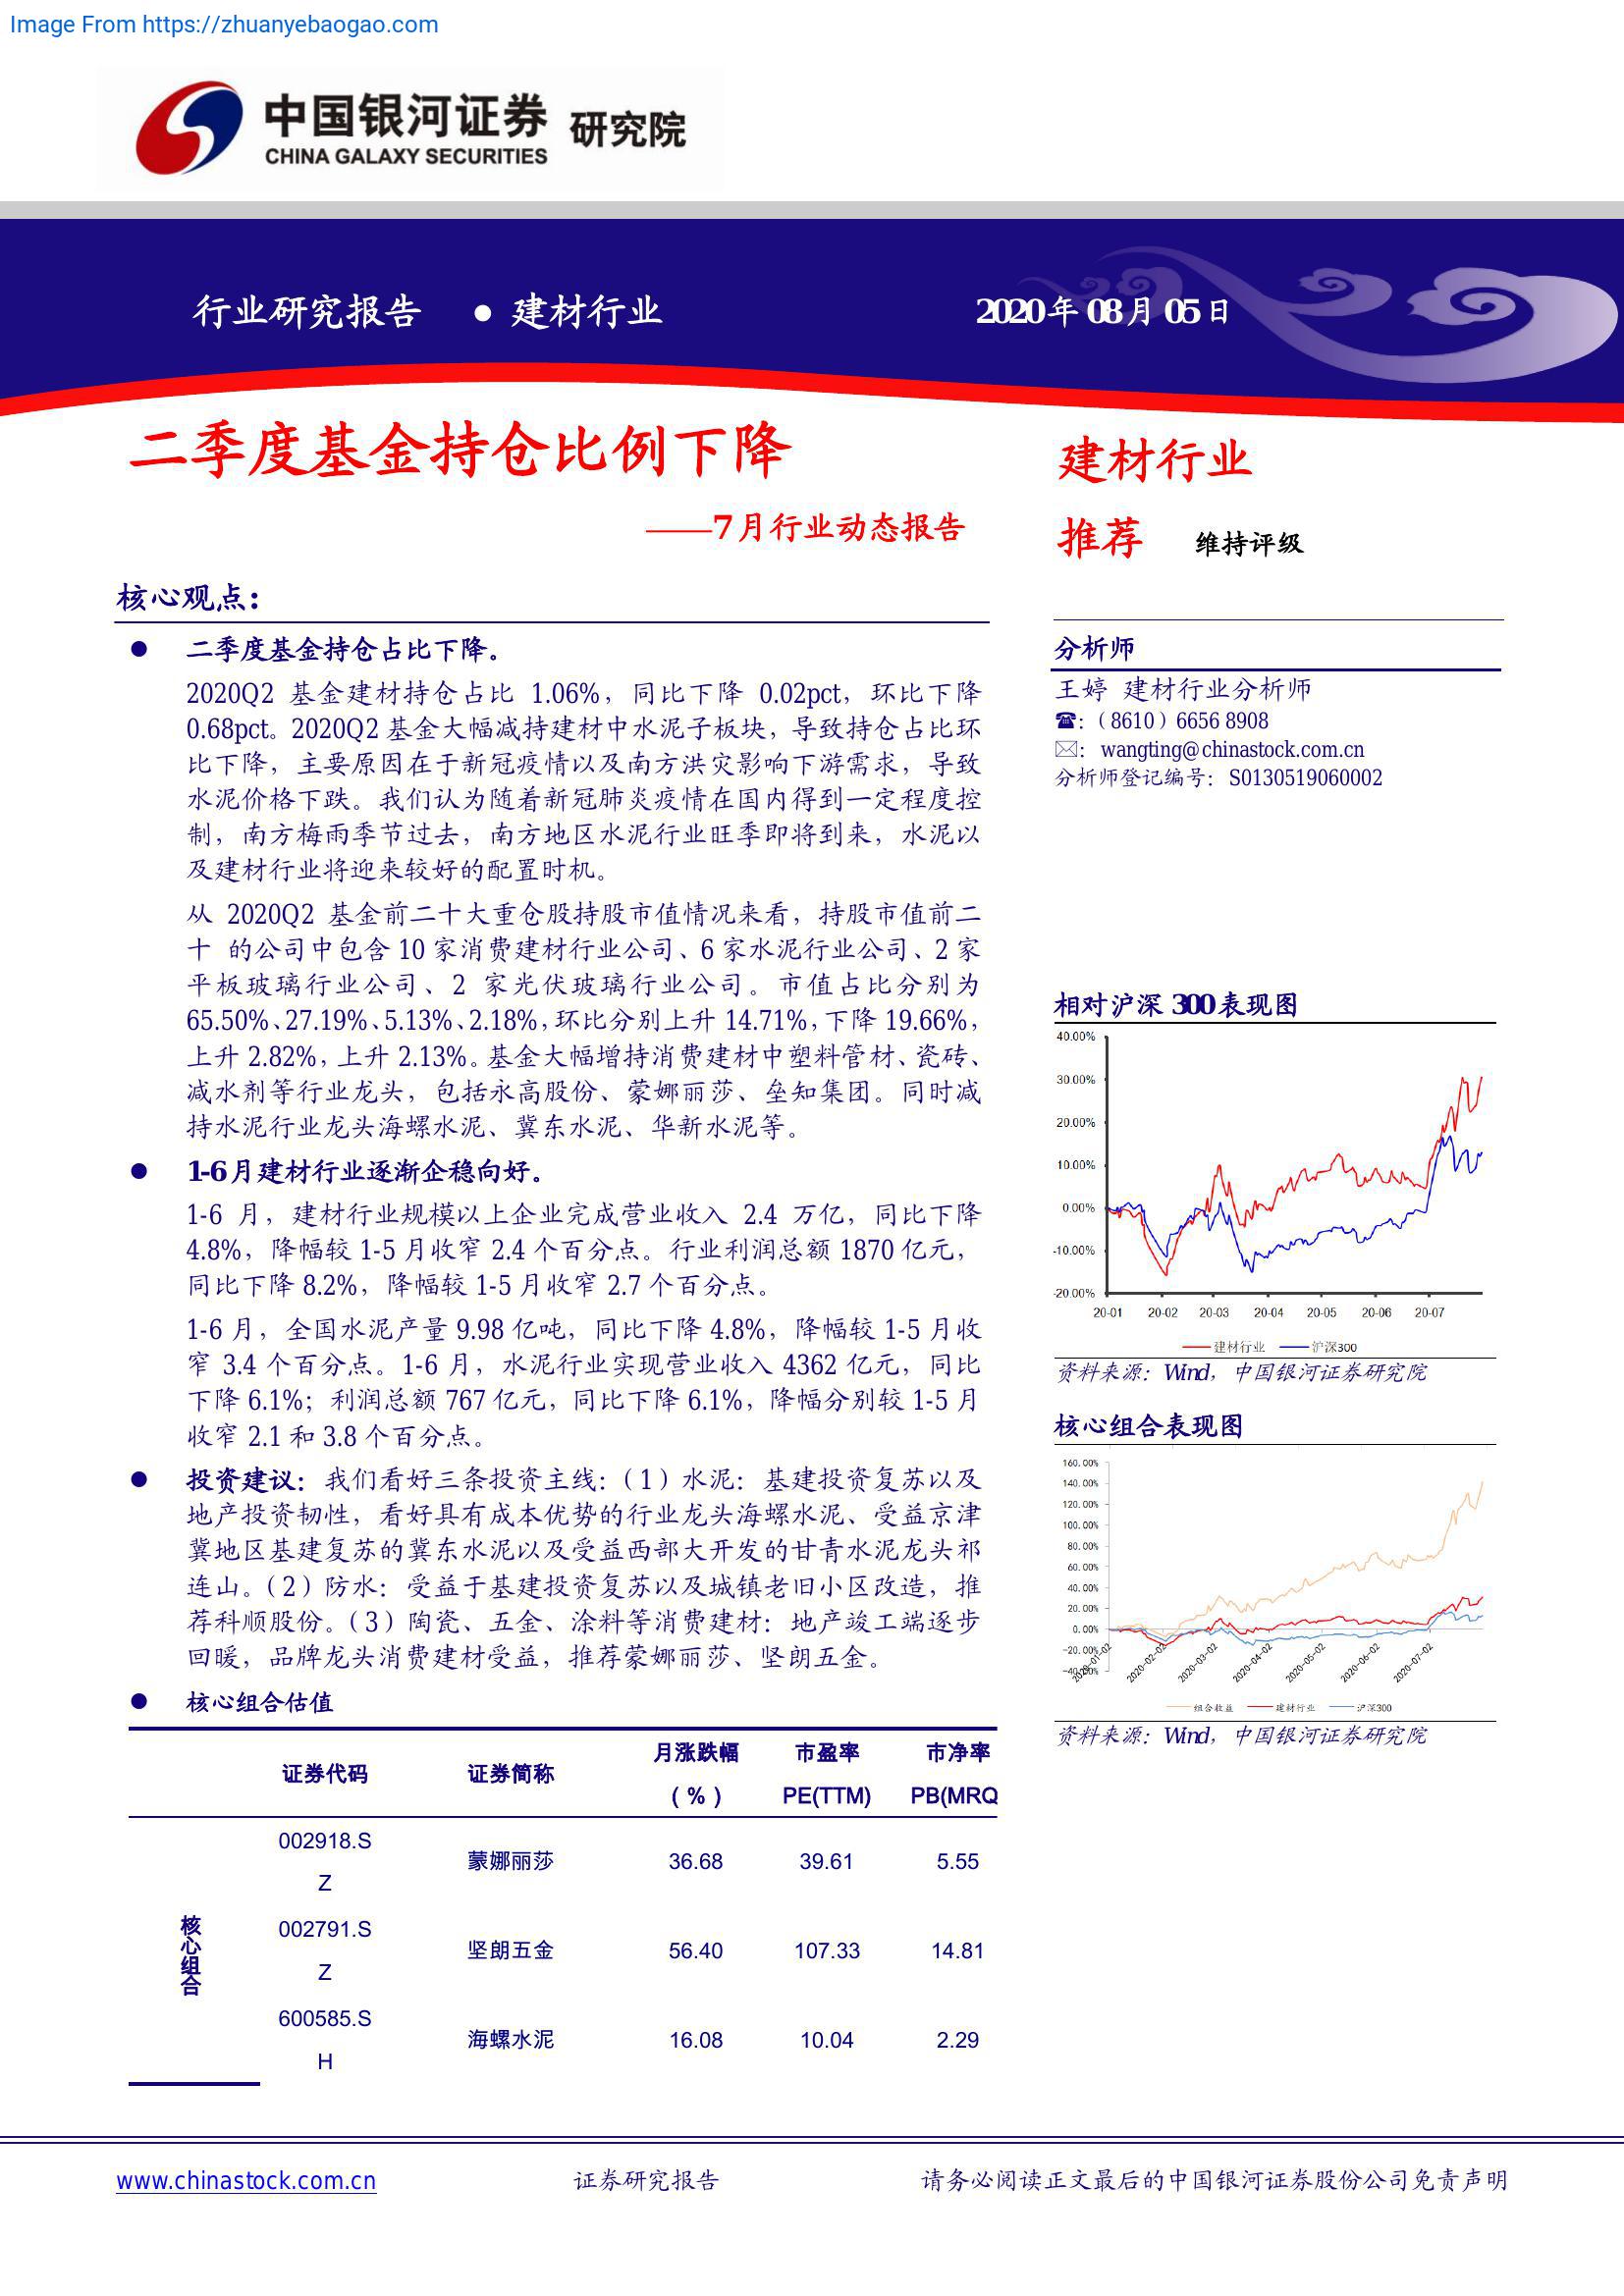 Image From https://zhuanyebaogao.com
中国银河证券 研究院
CHINA GALAXY SECURITIES
行业研究报告 ● 建材行业
2020 年 08 月 05 日
二季度基金持仓比例下降
——7 月行业动态报告
核心观点:
● 二季度基金持仓占比下降。
2020Q2 基金建材持仓占比 1.06%，同比下降 0.02pct，环比下降
0.68pct。2020Q2 基金大幅减持建材中水泥子板块，导致持仓占比环
比下降，主要原因在于新冠疫情以及南方洪灾影响下游需求，导致
水泥价格下跌。我们认为随着新冠肺炎疫情在国内得到一定程度控
制，南方梅雨季节过去，南方地区水泥行业旺季即将到来，水泥以
及建材行业将迎来较好的配置时机。
从 2020Q2 基金前二十大重仓股持股市值情况来看，持股市值前二
十 的公司中包含 10 家消费建材行业公司、6 家水泥行业公司、2 家
平板玻璃行业公司、2 家光伏玻璃行业公司。市值占比分别为
65.50%、27.19%、5.13%、2.18%，环比分别上升 14.71%，下降 19.66%，
上升 2.82%，上升 2.13%。基金大幅增持消费建材中塑料管材、瓷砖、
减水剂等行业龙头，包括永高股份、蒙娜丽莎、垒知集团。同时减
持水泥行业龙头海螺水泥、冀东水泥、华新水泥等。
● 1-6 月建材行业逐渐企稳向好。
1-6 月，建材行业规模以上企业完成营业收入 2.4 万亿，同比下降
4.8%，降幅较 1-5 月收窄 2.4 个百分点。行业利润总额 1870 亿元，
同比下降 8.2%，降幅较 1-5 月收窄 2.7 个百分点。
1-6 月，全国水泥产量 9.98 亿吨，同比下降 4.8%，降幅较 1-5 月收
窄 3.4 个百分点。1-6 月，水泥行业实现营业收入 4362 亿元，同比
下降 6.1%；利润总额 767 亿元，同比下降 6.1%，降幅分别较 1-5 月
收窄 2.1 和 3.8 个百分点。
● 投资建议：我们看好三条投资主线：（1）水泥：基建投资复苏以及
地产投资韧性，看好具有成本优势的行业龙头海螺水泥、受益京津
冀地区基建复苏的冀东水泥以及受益西部大开发的甘青水泥龙头祁
连山。（2）防水：受益于基建投资复苏以及城镇老旧小区改造，推
荐科顺股份。（3）陶瓷、五金、涂料等消费建材：地产竣工端逐步
回暖，品牌龙头消费建材受益，推荐蒙娜丽莎、坚朗五金。
● 核心组合估值
证券代码 证券简称 月涨跌幅 市盈率 市净率
（%） PE(TTM) PB(MRQ
核心组合
002918.S
Z
蒙娜丽莎 36.68 39.61 5.55
002791.S
Z
坚朗五金 56.40 107.33 14.81
600585.S
H
海螺水泥 16.08 10.04 2.29
建材行业
推荐 维持评级
分析师
王婷 建材行业分析师
☎：（8610）6656 8908
✉： wangting@chinastock.com.cn
分析师登记编号：S0130519060002
相对沪深 300 表现图
40.00%
30.00%
20.00%
10.00%
0.00%
-10.00%
-20.00%
20-01 20-02 20-03 20-04 20-05 20-06 20-07
建材行业 沪深300
资料来源：Wind，中国银河证券研究院
核心组合表现图
160.00%
140.00%
120.00%
100.00%
80.00%
60.00%
40.00%
20.00%
0.00%
-20.00%
-40.00%
2020-01-02 2020-02-02 2020-03-02 2020-04-02 2020-05-02 2020-06-02 2020-07-02
组合收益 建材行业 沪深300
资料来源：Wind，中国银河证券研究院
www.chinastock.com.cn 证券研究报告 请务必阅读正文最后的中国银河证券股份公司免责声明